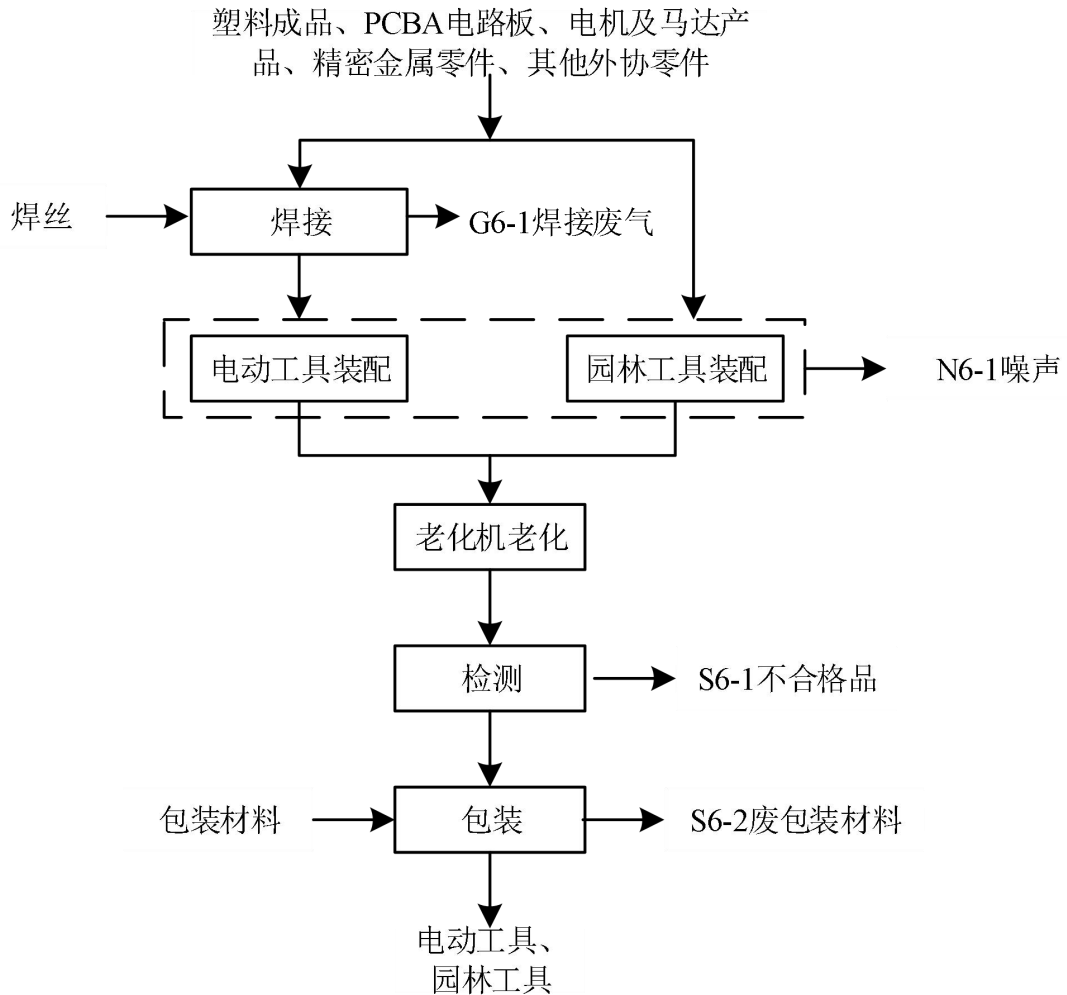 塑料成品、PCBA电路板、电机及马达产
品、精密金属零件、其他外协零件
焊丝
焊接
G6-1焊接废气
电动工具装配
园林工具装配
N6-1噪声
老化机老化
检测
S6-1不合格品
包装材料
包装
S6-2废包装材料
电动工具、
园林工具